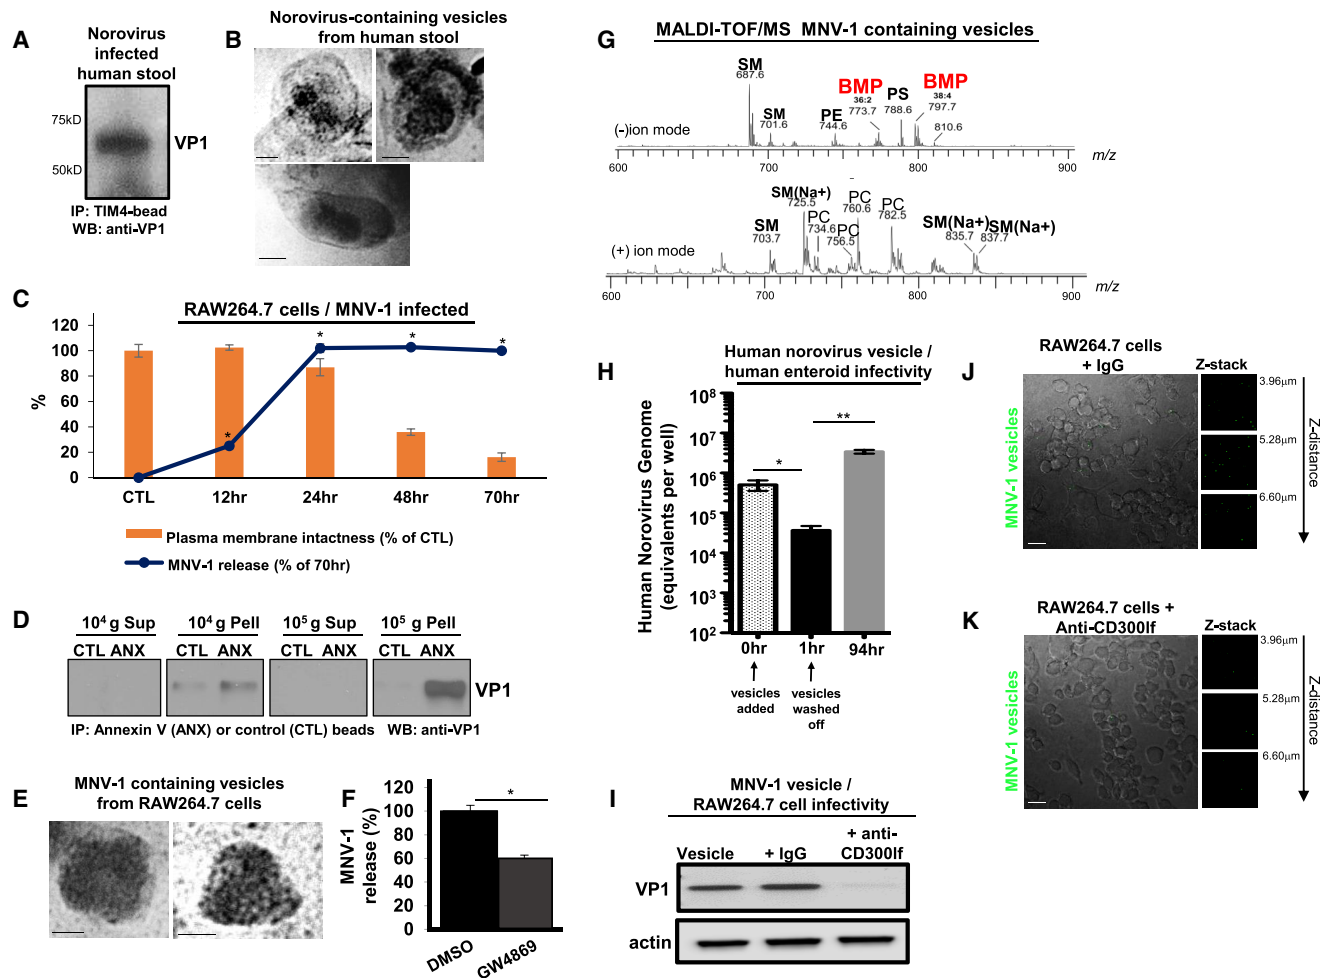 A
Norovirus
infected
human stool
75kD
VP1
50kD
IP: TIM4-bead
WB: anti-VP1
B
Norovirus-containing vesicles
from human stool
C
RAW264.7 cells / MNV-1 infected
%
120
100
80
60
40
20
0
* * * *
CTL 12hr 24hr 48hr 70hr
Plasma membrane intactness (% of CTL)
MNV-1 release (% of 70hr)
D
10⁴ g Sup 10⁴ g Pell 10⁵ g Sup 10⁵ g Pell
CTL ANX CTL ANX CTL ANX CTL ANX
VP1
IP: Annexin V (ANX) or control (CTL) beads WB: anti-VP1
E
MNV-1 containing vesicles
from RAW264.7 cells
F
MNV-1
release (%)
120
100
80
60
40
20
0
*
DMSO
GW4869
G
MALDI-TOF/MS MNV-1 containing vesicles
(-)ion mode
SM
687.6
SM
701.6
PE
744.6
BMP
36:2
773.7
PS
788.6
BMP
38:4
797.7
810.6
600 700 800 900 m/z
(+) ion mode
SM
703.7
SM(Na+)
725.5
PC
734.6
PC
756.5
PC
760.6
PC
782.5
SM(Na+)
835.7
SM(Na+)
837.7
600 700 800 900 m/z
H
Human norovirus vesicle /
human enteroid infectivity
Human Norovirus Genome
(equivalents per well)
10⁸
10⁷
10⁶
10⁵
10⁴
10³
10²
* **
0hr 1hr 94hr
vesicles
added
vesicles
washed
off
I
MNV-1 vesicle /
RAW264.7 cell infectivity
Vesicle + IgG + anti-
CD300lf
VP1
actin
J
RAW264.7 cells
+ IgG
Z-stack
MNV-1 vesicles
3.96µm
5.28µm
6.60µm
Z-distance
K
RAW264.7 cells +
Anti-CD300lf
Z-stack
MNV-1 vesicles
3.96µm
5.28µm
6.60µm
Z-distance